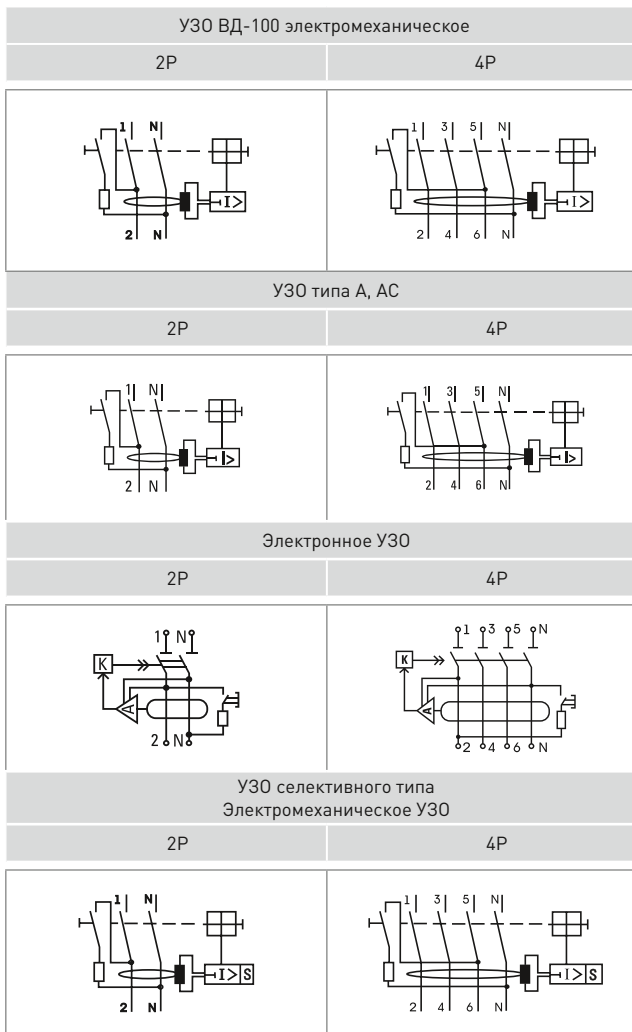 УЗО ВД-100 электромеханическое
2P 4P
1 N 1 3 5 N
I> I>
2 N 2 4 6 N
УЗО типа А, АС
2P 4P
1 N 1 3 5 N
I> I>
2 N 2 4 6 N
Электронное УЗО
2P 4P
1 N 1 3 5 N
K K
A A
2 N 2 4 6 N
УЗО селективного типа
Электромеханическое УЗО
2P 4P
1 N 1 3 5 N
I> S I> S
2 N 2 4 6 N